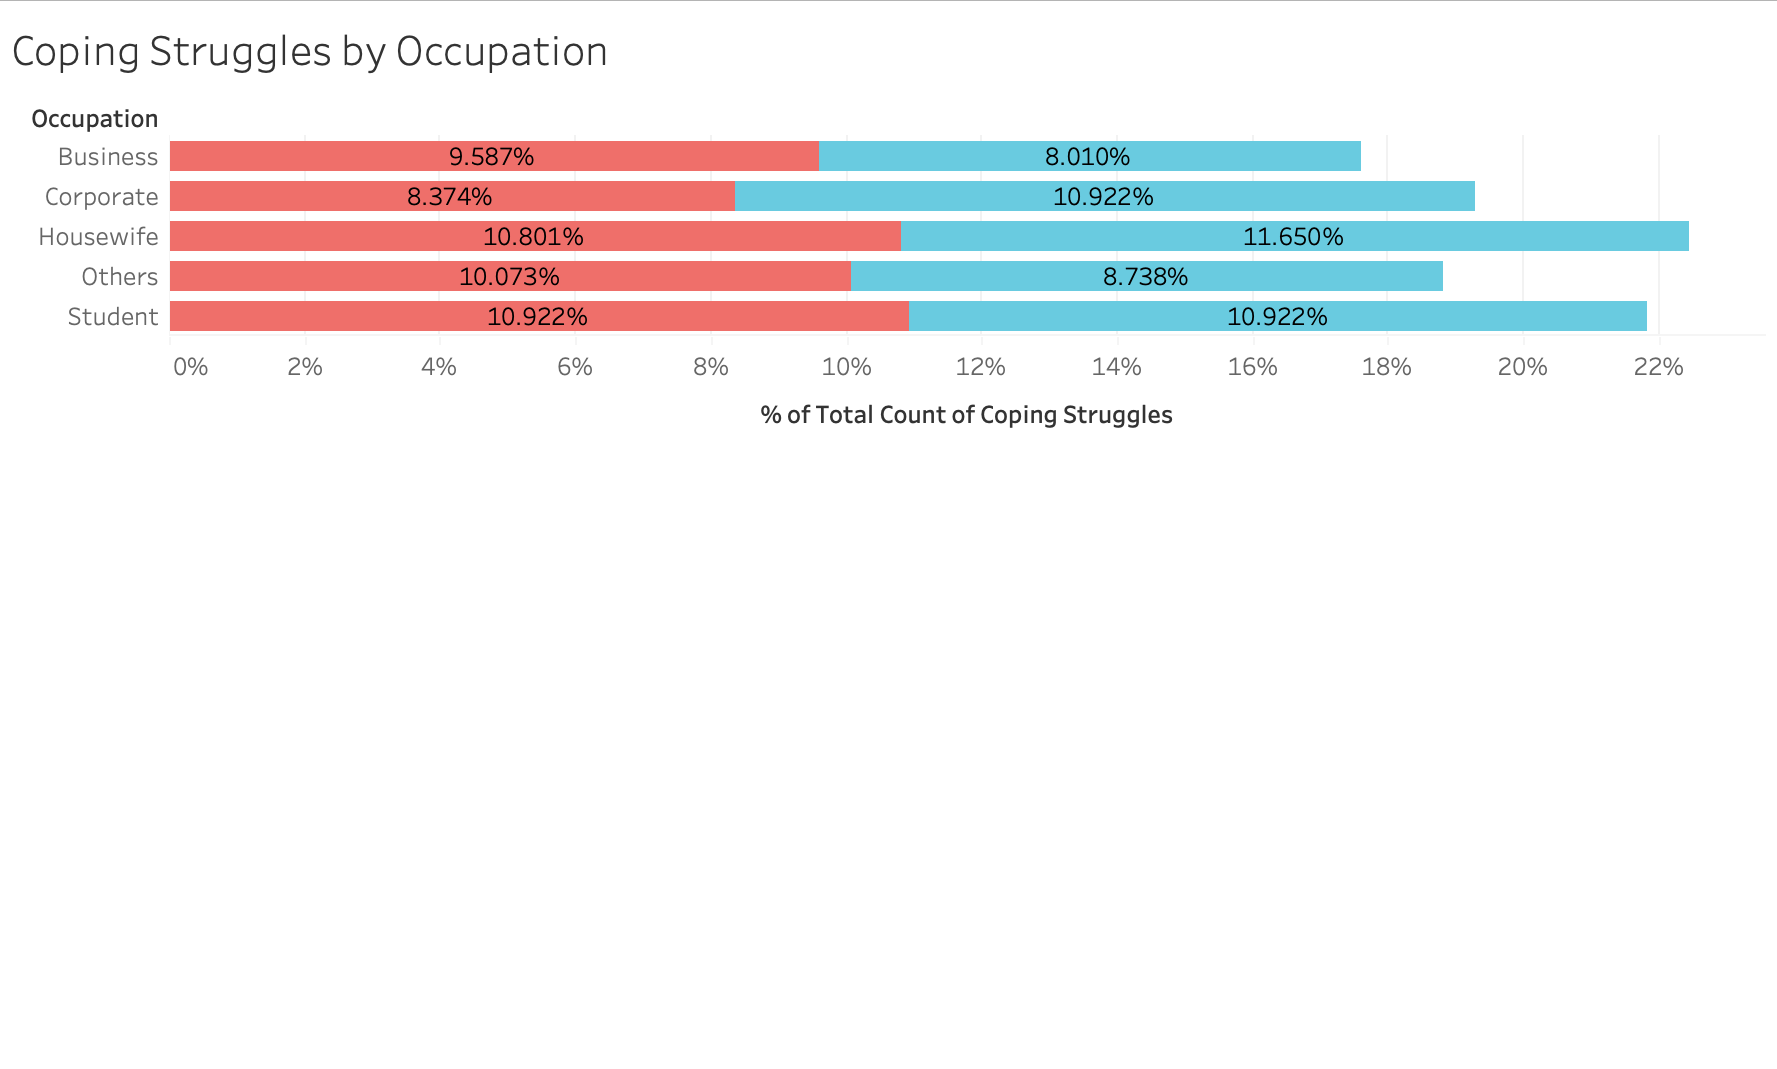 Coping Struggles by Occupation
Occupation
Business 9.587% 8.010%
Corporate 8.374% 10.922%
Housewife 10.801% 11.650%
Others 10.073% 8.738%
Student 10.922% 10.922%
0% 2% 4% 6% 8% 10% 12% 14% 16% 18% 20% 22%
% of Total Count of Coping Struggles